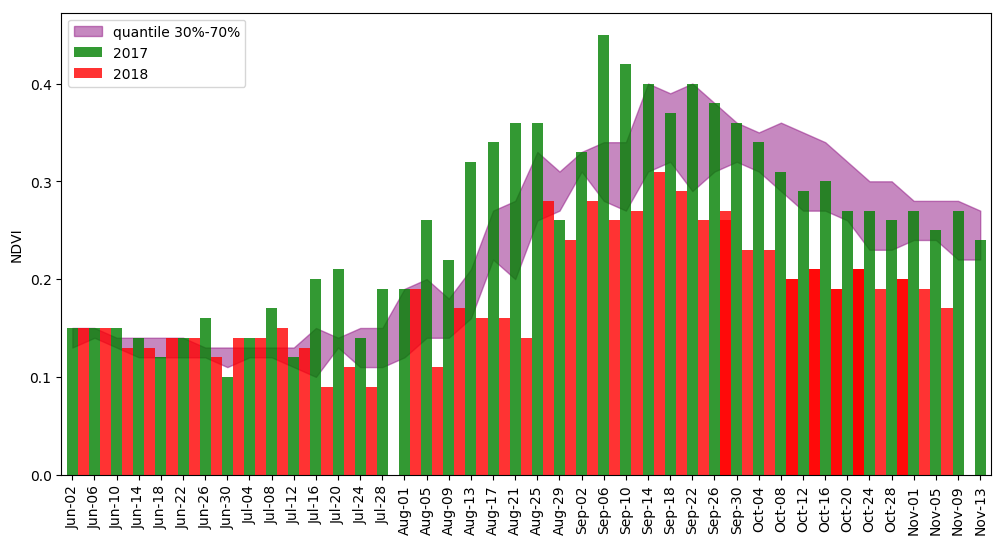 quantile 30%-70%
2017
2018
NDVI
0.4
0.3
0.2
0.1
0.0
Jun-02
Jun-06
Jun-10
Jun-14
Jun-18
Jun-22
Jun-26
Jun-30
Jul-04
Jul-08
Jul-12
Jul-16
Jul-20
Jul-24
Jul-28
Aug-01
Aug-05
Aug-09
Aug-13
Aug-17
Aug-21
Aug-25
Aug-29
Sep-02
Sep-06
Sep-10
Sep-14
Sep-18
Sep-22
Sep-26
Sep-30
Oct-04
Oct-08
Oct-12
Oct-16
Oct-20
Oct-24
Oct-28
Nov-01
Nov-05
Nov-09
Nov-13